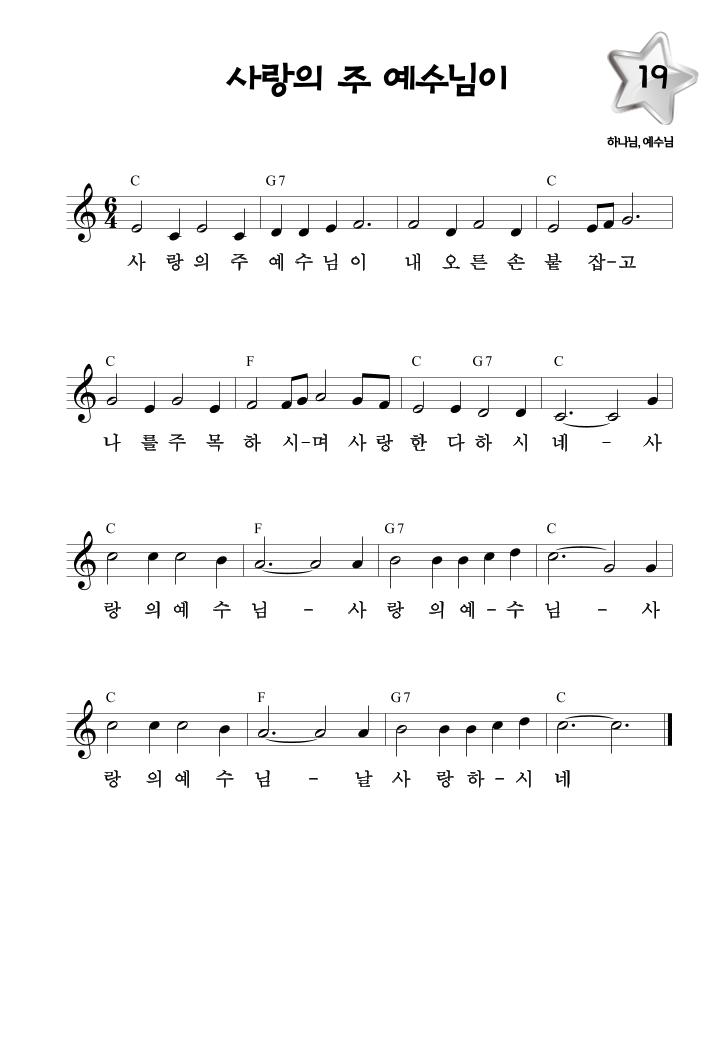 사랑의 주 예수님이
19
하나님, 예수님
C G7 C
6 4
사 랑 의 주 예 수 님 이 내 오 른 손 붙 잡-고
C F C G7 C
나 를 주 목 하 시-며 사 랑 한 다 하 시 네 - 사
C F G7 C
랑 의 예 수 님 - 사 랑 의 예-수 님 - 사
C F G7 C
랑 의 예 수 님 - 날 사 랑 하-시 네